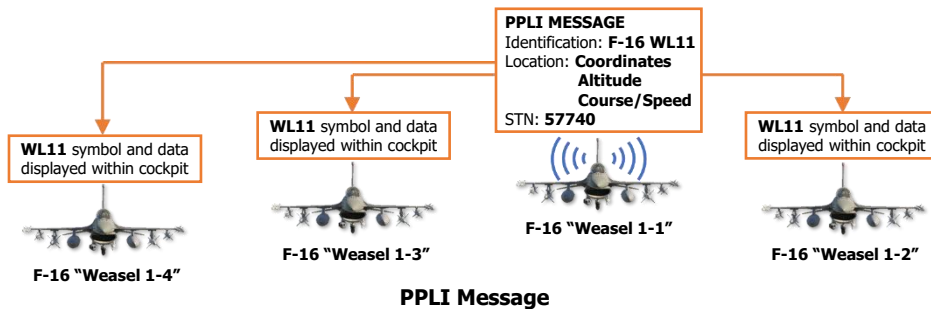 PPLI MESSAGE
Identification: F-16 WL11
Location: Coordinates
Altitude
Course/Speed
STN: 57740
WL11 symbol and data
displayed within cockpit
WL11 symbol and data
displayed within cockpit
WL11 symbol and data
displayed within cockpit
F-16 “Weasel 1-4”
F-16 “Weasel 1-3”
F-16 “Weasel 1-1”
F-16 “Weasel 1-2”
PPLI Message